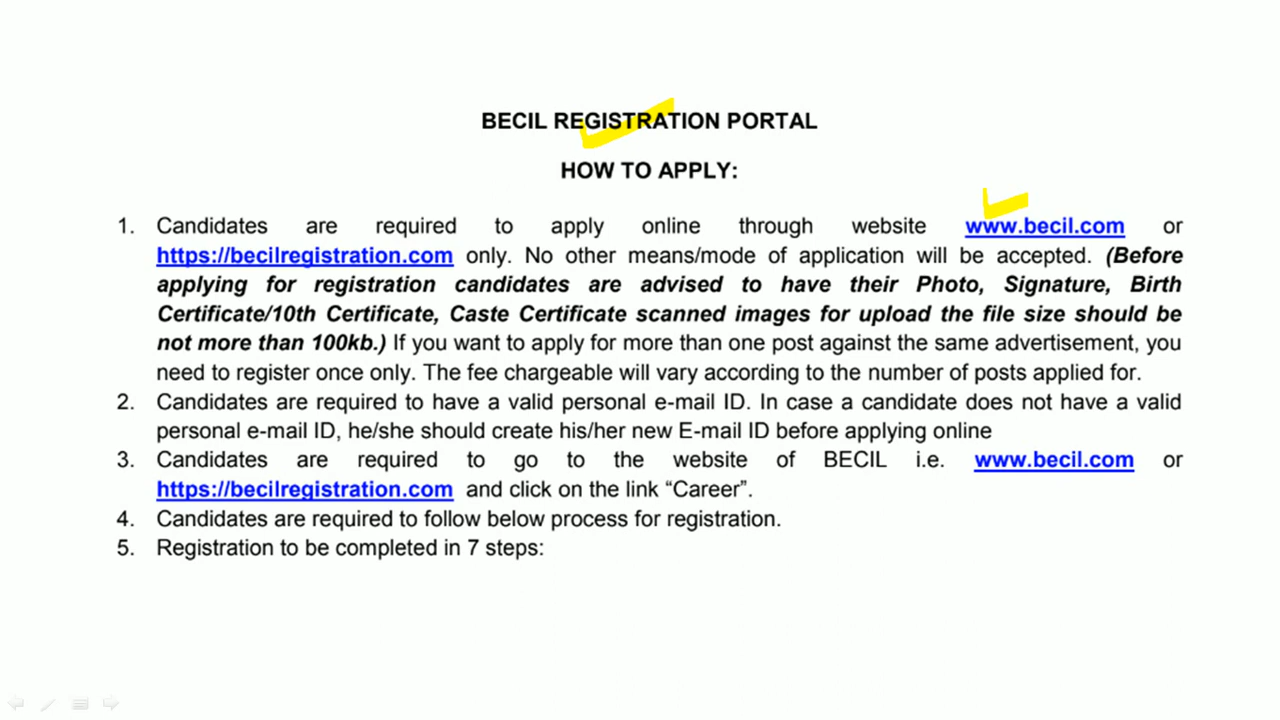 BECIL REGISTRATION PORTAL
HOW TO APPLY:
1. Candidates are required to apply online through website www.becil.com or
https://becilregistration.com only. No other means/mode of application will be accepted. (Before
applying for registration candidates are advised to have their Photo, Signature, Birth
Certificate/10th Certificate, Caste Certificate scanned images for upload the file size should be
not more than 100kb.) If you want to apply for more than one post against the same advertisement, you
need to register once only. The fee chargeable will vary according to the number of posts applied for.
2. Candidates are required to have a valid personal e-mail ID. In case a candidate does not have a valid
personal e-mail ID, he/she should create his/her new E-mail ID before applying online
3. Candidates are required to go to the website of BECIL i.e. www.becil.com or
https://becilregistration.com and click on the link “Career”.
4. Candidates are required to follow below process for registration.
5. Registration to be completed in 7 steps: